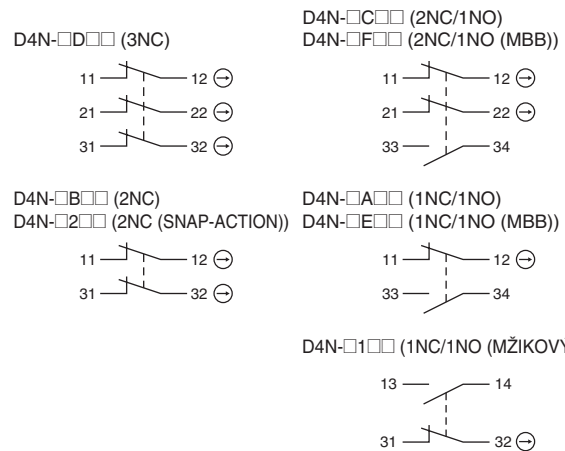 D4N-□D□□ (3NC)
11 12
21 22
31 32
D4N-□C□□ (2NC/1NO)
D4N-□F□□ (2NC/1NO (MBB))
11 12
21 22
33 34
D4N-□B□□ (2NC)
D4N-□2□□ (2NC (SNAP-ACTION))
11 12
31 32
D4N-□A□□ (1NC/1NO)
D4N-□E□□ (1NC/1NO (MBB))
11 12
33 34
D4N-□1□□ (1NC/1NO (MŽIKOVÝ
13 14
31 32